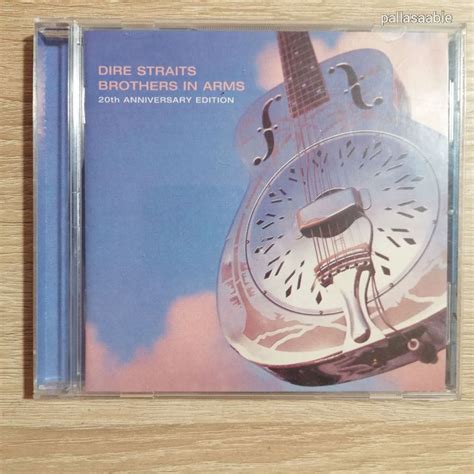 pallasaabie
DIRE STRAITS
BROTHERS IN ARMS
20th ANNIVERSARY EDITION